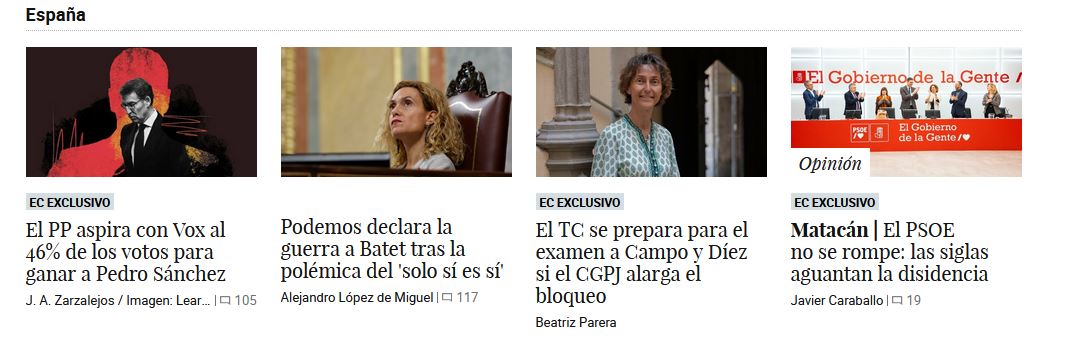 España
El Gobierno de la Gente /
PSOE
El Gobierno
de la Gente/
Opinión
EC EXCLUSIVO
El PP aspira con Vox al
46% de los votos para
ganar a Pedro Sánchez
J. A. Zarzalejos / Imagen: Lear... | 105
Podemos declara la
guerra a Batet tras la
polémica del 'solo sí es sí'
Alejandro López de Miguel | 117
EC EXCLUSIVO
El TC se prepara para el
examen a Campo y Díez
si el CGPJ alarga el
bloqueo
Beatriz Parera
EC EXCLUSIVO
Matacán | El PSOE
no se rompe: las siglas
aguantan la disidencia
Javier Caraballo | 19